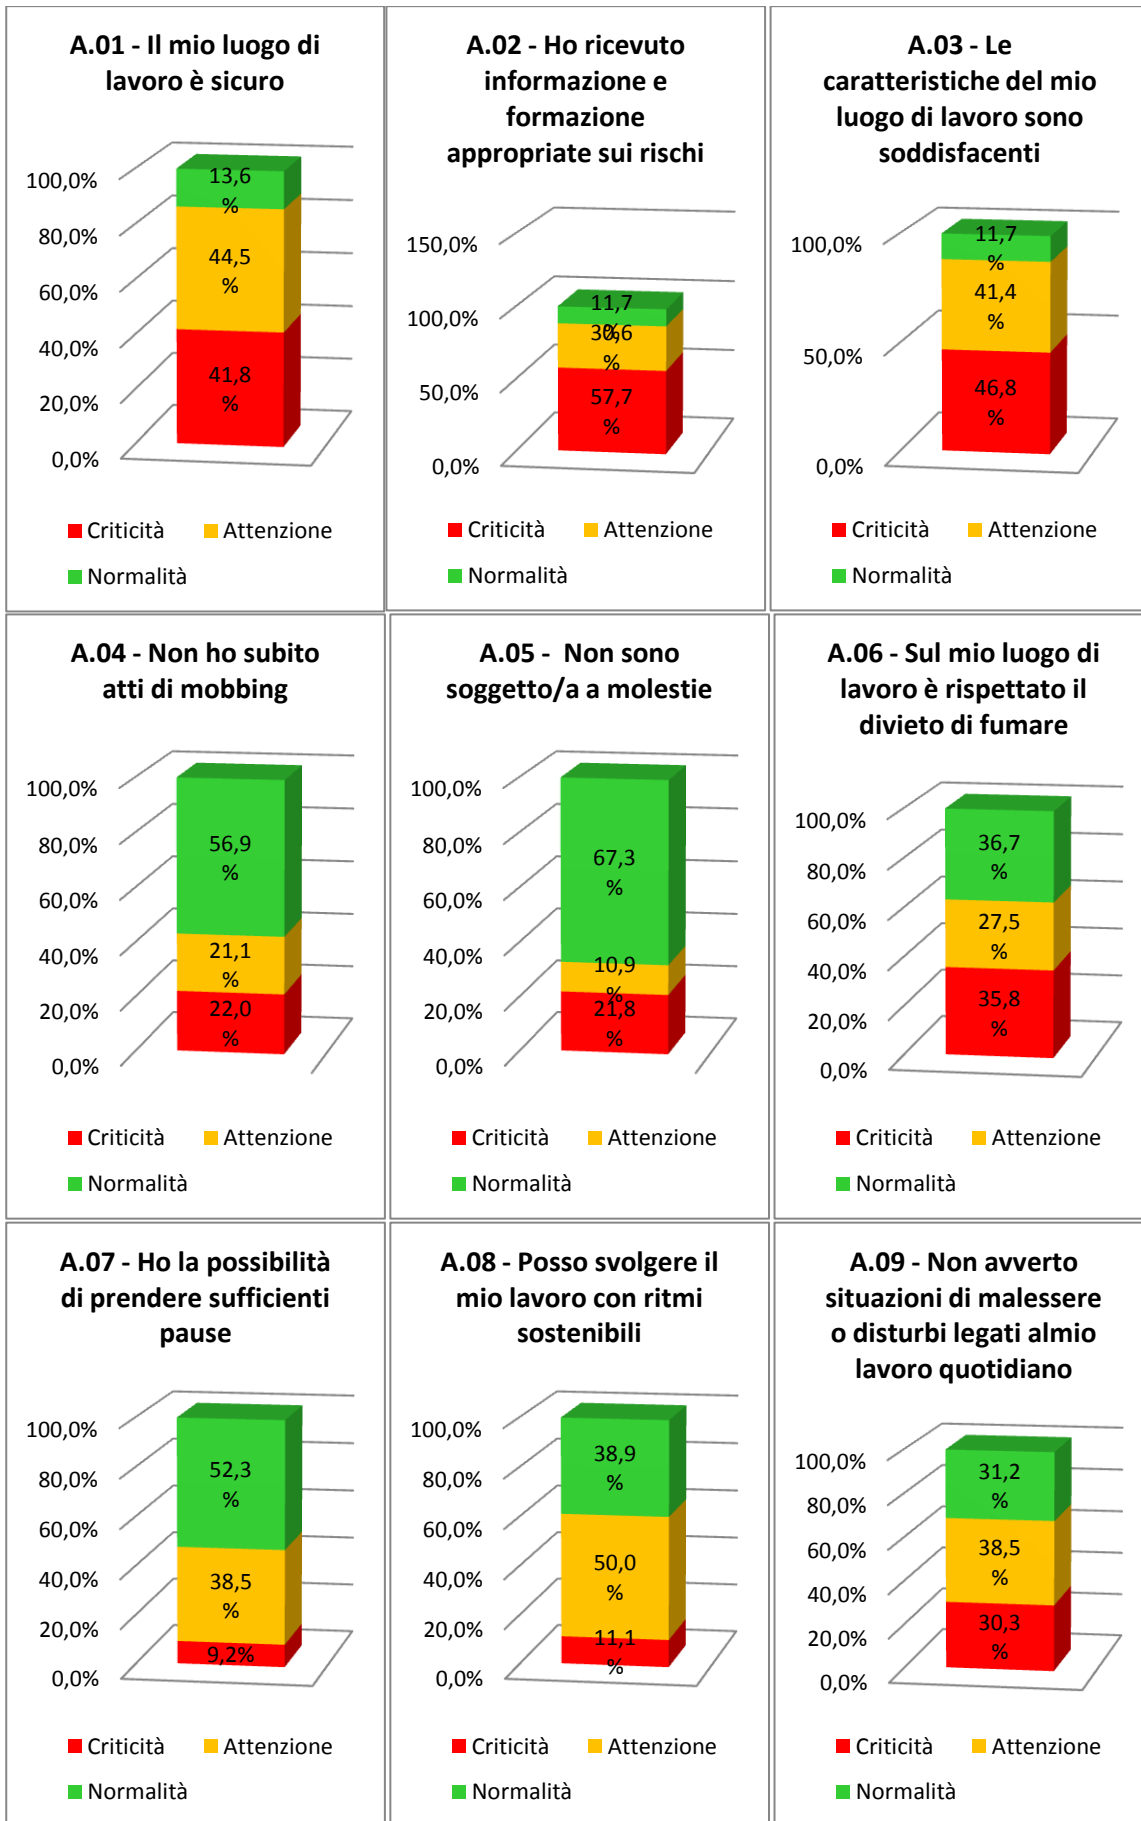 A.01 - Il mio luogo di
lavoro è sicuro
100,0%
80,0%
60,0%
40,0%
20,0%
0,0%
13,6
%
44,5
%
41,8
%
Criticità
Attenzione
Normalità
A.02 - Ho ricevuto
informazione e
formazione
appropriate sui rischi
150,0%
100,0%
50,0%
0,0%
11,7
%
30,6
%
57,7
%
Criticità
Attenzione
Normalità
A.03 - Le
caratteristiche del mio
luogo di lavoro sono
soddisfacenti
100,0%
50,0%
0,0%
11,7
%
41,4
%
46,8
%
Criticità
Attenzione
Normalità
A.04 - Non ho subito
atti di mobbing
100,0%
80,0%
60,0%
40,0%
20,0%
0,0%
56,9
%
21,1
%
22,0
%
Criticità
Attenzione
Normalità
A.05 - Non sono
soggetto/a a molestie
100,0%
80,0%
60,0%
40,0%
20,0%
0,0%
67,3
%
10,9
%
21,8
%
Criticità
Attenzione
Normalità
A.06 - Sul mio luogo di
lavoro è rispettato il
divieto di fumare
100,0%
80,0%
60,0%
40,0%
20,0%
0,0%
36,7
%
27,5
%
35,8
%
Criticità
Attenzione
Normalità
A.07 - Ho la possibilità
di prendere sufficienti
pause
100,0%
80,0%
60,0%
40,0%
20,0%
0,0%
52,3
%
38,5
%
9,2%
Criticità
Attenzione
Normalità
A.08 - Posso svolgere il
mio lavoro con ritmi
sostenibili
100,0%
80,0%
60,0%
40,0%
20,0%
0,0%
38,9
%
50,0
%
11,1
%
Criticità
Attenzione
Normalità
A.09 - Non avverto
situazioni di malessere
o disturbi legati almio
lavoro quotidiano
100,0%
80,0%
60,0%
40,0%
20,0%
0,0%
31,2
%
38,5
%
30,3
%
Criticità
Attenzione
Normalità